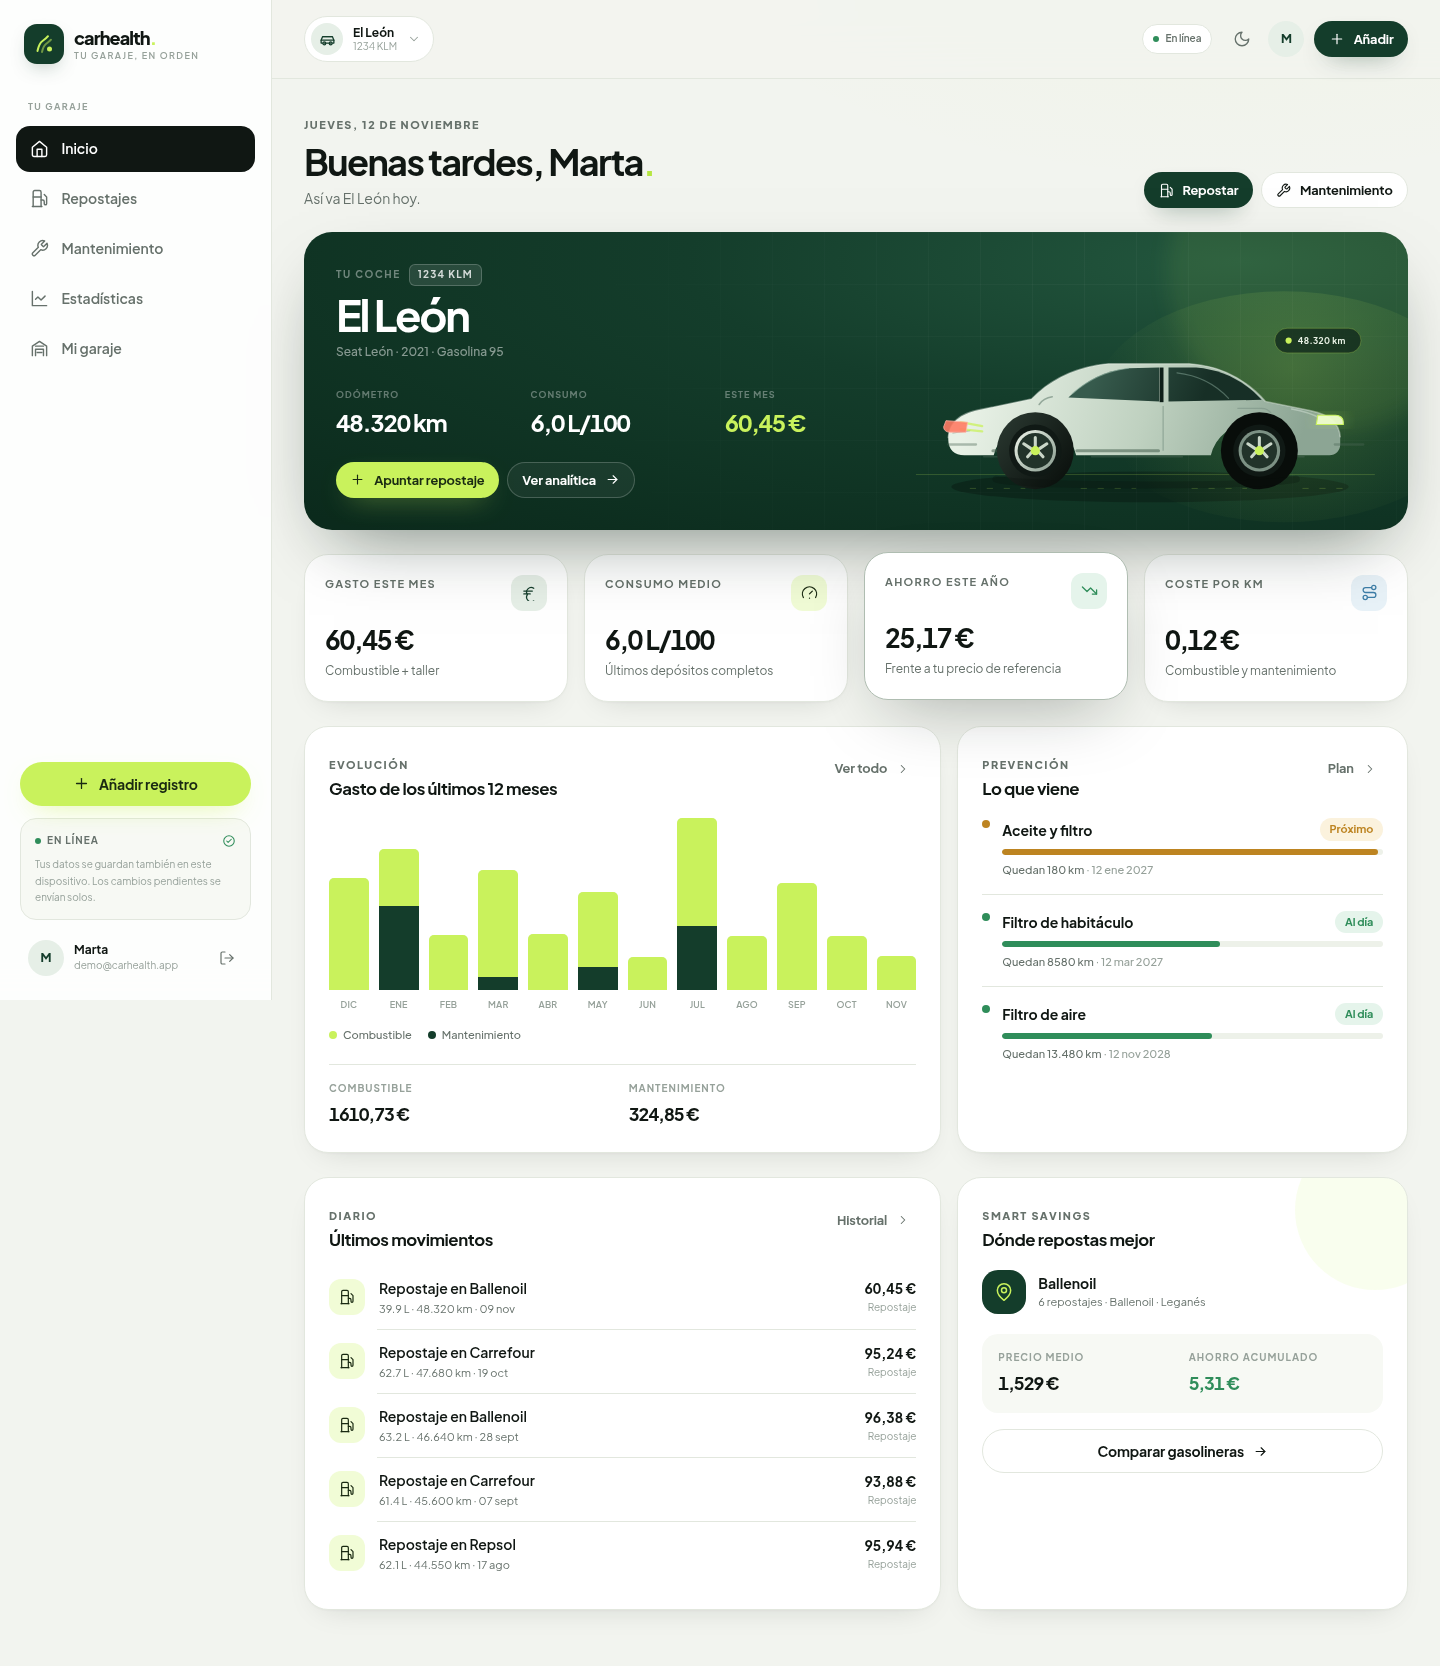 carhealth.
TU GARAJE, EN ORDEN
TU GARAJE
Inicio
Repostajes
Mantenimiento
Estadísticas
Mi garaje
Añadir registro
EN LÍNEA
Tus datos se guardan también en este
dispositivo. Los cambios pendientes se
envían solos.
M
Marta
demo@carhealth.app
El León
1234 KLM
En línea
M
Añadir
JUEVES, 12 DE NOVIEMBRE
Buenas tardes, Marta.
Así va El León hoy.
Repostar
Mantenimiento
TU COCHE
1234 KLM
El León
Seat León · 2021 · Gasolina 95
ODÓMETRO
CONSUMO
ESTE MES
48.320 km
6,0 L/100
60,45 €
Apuntar repostaje
Ver analítica
48.320 km
GASTO ESTE MES
60,45 €
Combustible + taller
CONSUMO MEDIO
6,0 L/100
Últimos depósitos completos
AHORRO ESTE AÑO
25,17 €
Frente a tu precio de referencia
COSTE POR KM
0,12 €
Combustible y mantenimiento
EVOLUCIÓN
Gasto de los últimos 12 meses
Ver todo
DIC ENE FEB MAR ABR MAY JUN JUL AGO SEP OCT NOV
Combustible
Mantenimiento
COMBUSTIBLE
1610,73 €
MANTENIMIENTO
324,85 €
PREVENCIÓN
Lo que viene
Plan
Aceite y filtro
Próximo
Quedan 180 km · 12 ene 2027
Filtro de habitáculo
Al día
Quedan 8580 km · 12 mar 2027
Filtro de aire
Al día
Quedan 13.480 km · 12 nov 2028
DIARIO
Últimos movimientos
Historial
Repostaje en Ballenoil
39.9 L · 48.320 km · 09 nov
60,45 €
Repostaje
Repostaje en Carrefour
62.7 L · 47.680 km · 19 oct
95,24 €
Repostaje
Repostaje en Ballenoil
63.2 L · 46.640 km · 28 sept
96,38 €
Repostaje
Repostaje en Carrefour
61.4 L · 45.600 km · 07 sept
93,88 €
Repostaje
Repostaje en Repsol
62.1 L · 44.550 km · 17 ago
95,94 €
Repostaje
SMART SAVINGS
Dónde repostas mejor
Ballenoil
6 repostajes · Ballenoil · Leganés
PRECIO MEDIO
1,529 €
AHORRO ACUMULADO
5,31 €
Comparar gasolineras